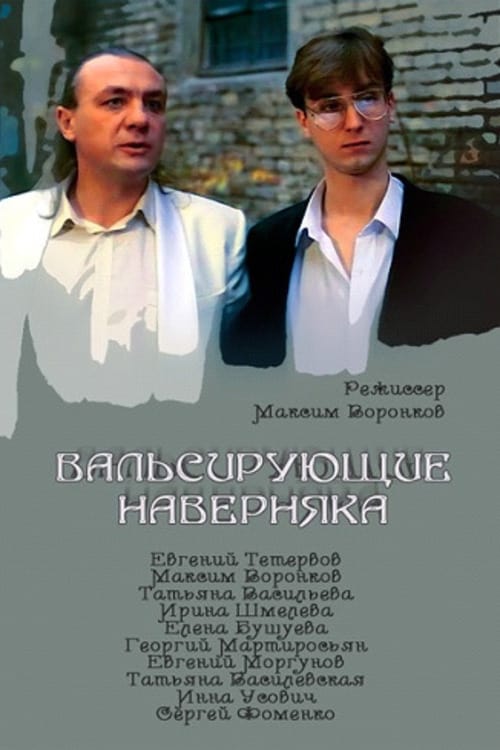 Режиссер
Максим Воронков
ВАЛЬСИРУЮЩИЕ
НАВЕРНЯКА
Евгений Тетервов
Максим Воронков
Татьяна Васильева
Ирина Шмелева
Елена Бушуева
Георгий Мартиросьян
Евгений Моргунов
Татьяна Василевская
Инна Усович
Сергей Фоменко